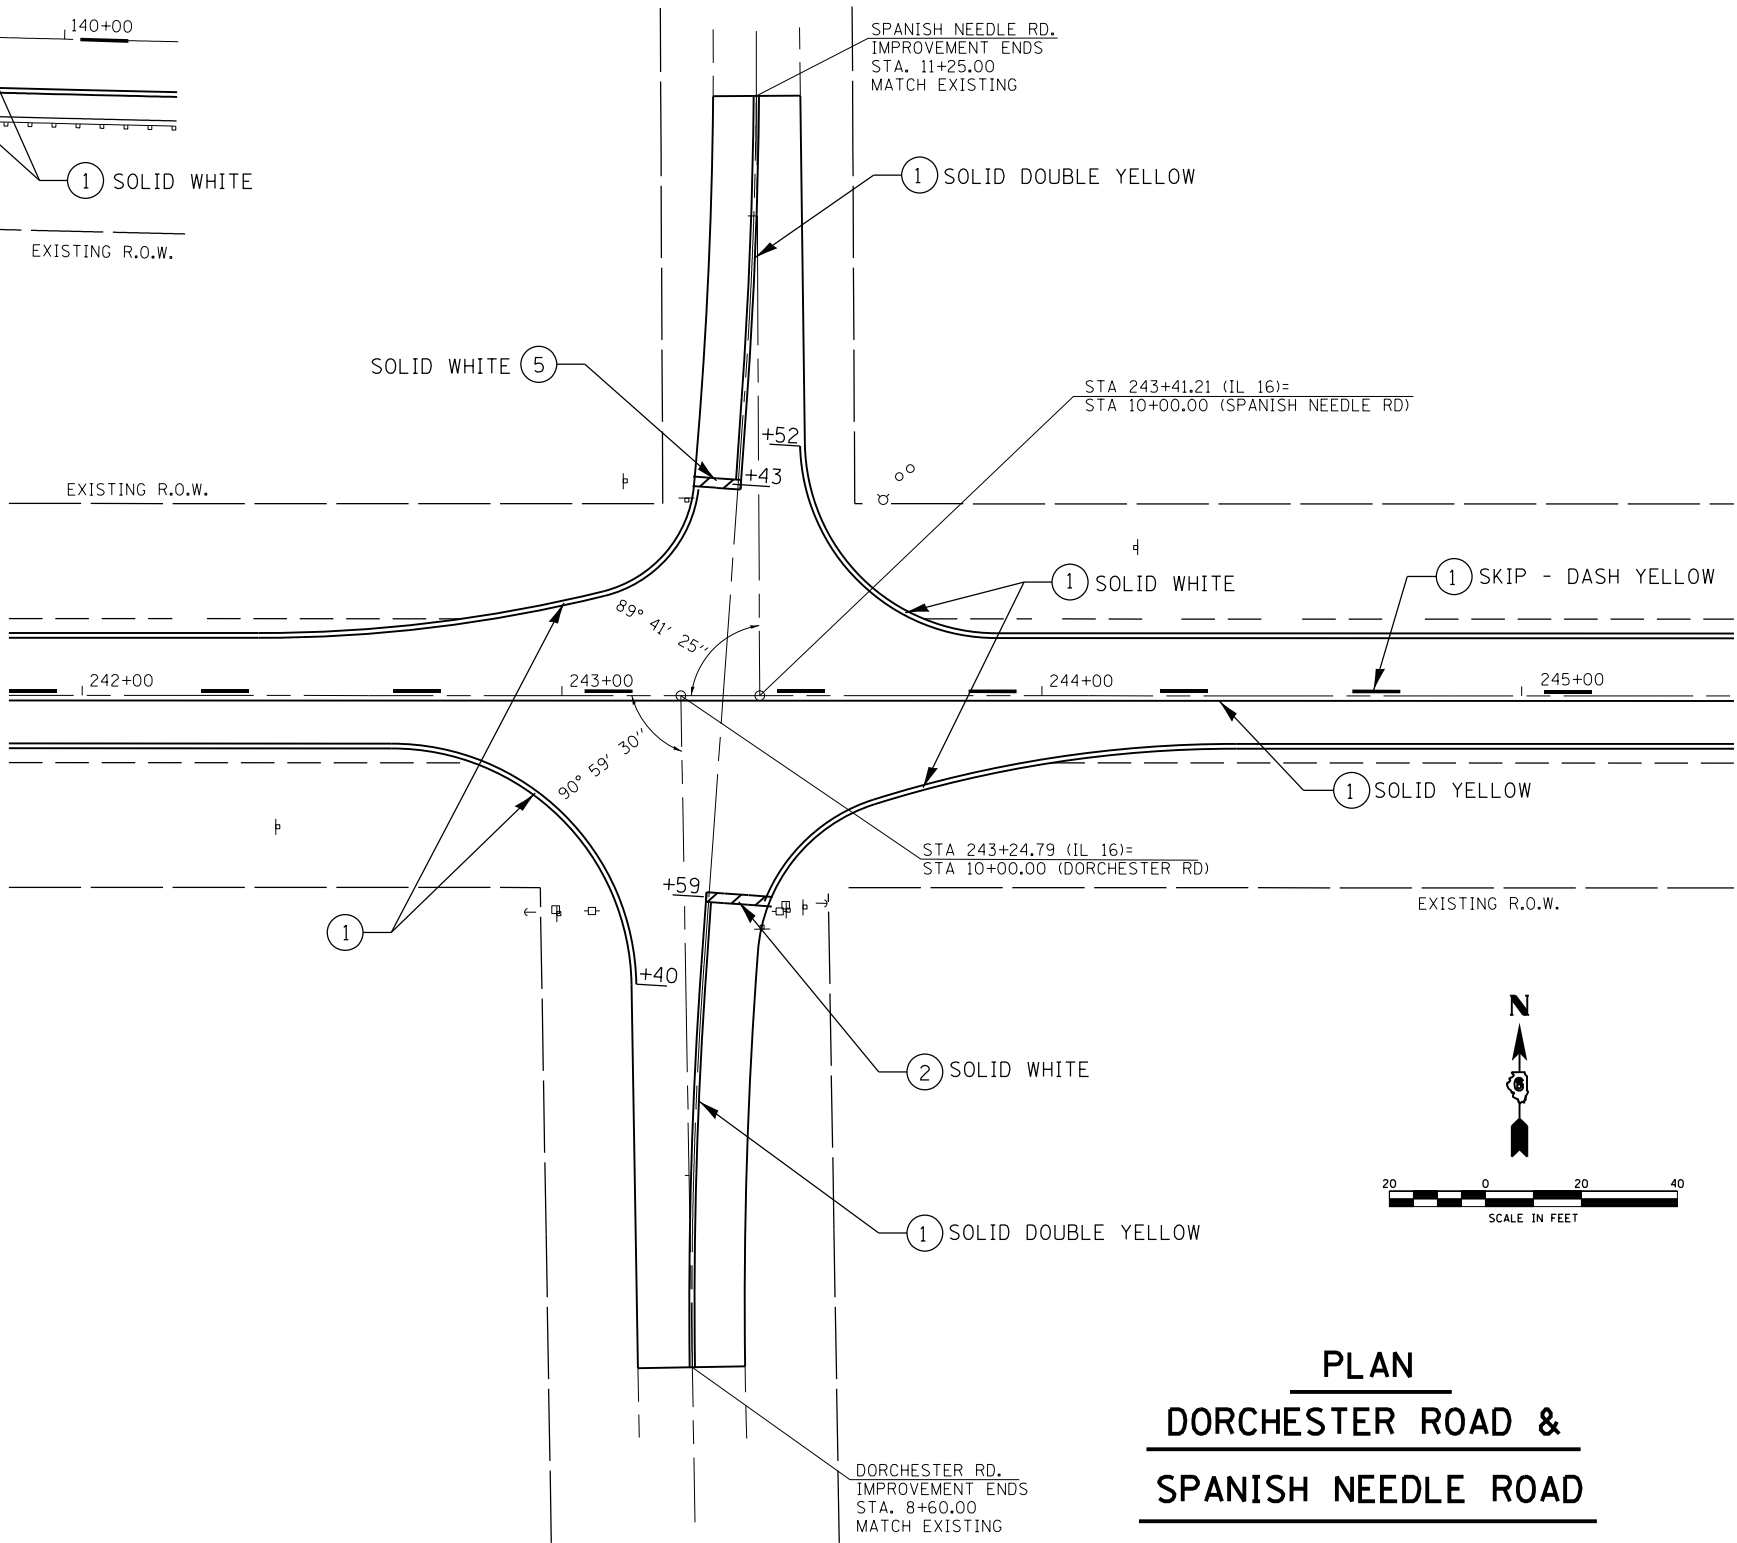 140+00
1 SOLID WHITE
EXISTING R.O.W.
SPANISH NEEDLE RD.
IMPROVEMENT ENDS
STA. 11+25.00
MATCH EXISTING
1 SOLID DOUBLE YELLOW
SOLID WHITE 5
STA 243+41.21 (IL 16)=
STA 10+00.00 (SPANISH NEEDLE RD)
+52
+43
EXISTING R.O.W.
1 SOLID WHITE
1 SKIP - DASH YELLOW
89° 41' 25"
242+00
243+00
244+00
245+00
90° 59' 30"
1 SOLID YELLOW
STA 243+24.79 (IL 16)=
STA 10+00.00 (DORCHESTER RD)
+59
EXISTING R.O.W.
1
+40
2 SOLID WHITE
N
6
20 0 20 40
SCALE IN FEET
1 SOLID DOUBLE YELLOW
PLAN
DORCHESTER ROAD &
SPANISH NEEDLE ROAD
DORCHESTER RD.
IMPROVEMENT ENDS
STA. 8+60.00
MATCH EXISTING